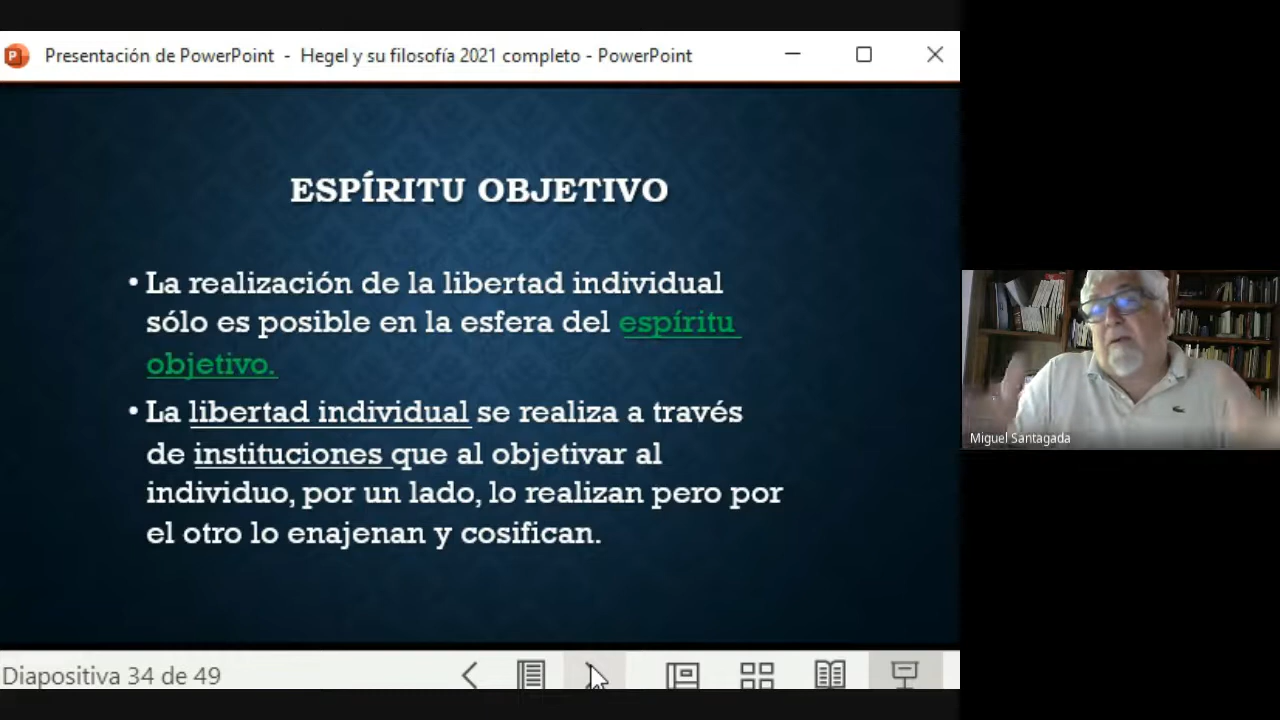 Presentación de PowerPoint - Hegel y su filosofía 2021 completo - PowerPoint
ESPÍRITU OBJETIVO
• La realización de la libertad individual
sólo es posible en la esfera del espíritu
objetivo.
• La libertad individual se realiza a través
de instituciones que al objetivar al
individuo, por un lado, lo realizan pero por
el otro lo enajenan y cosifican.
Miguel Santagada
Diapositiva 34 de 49